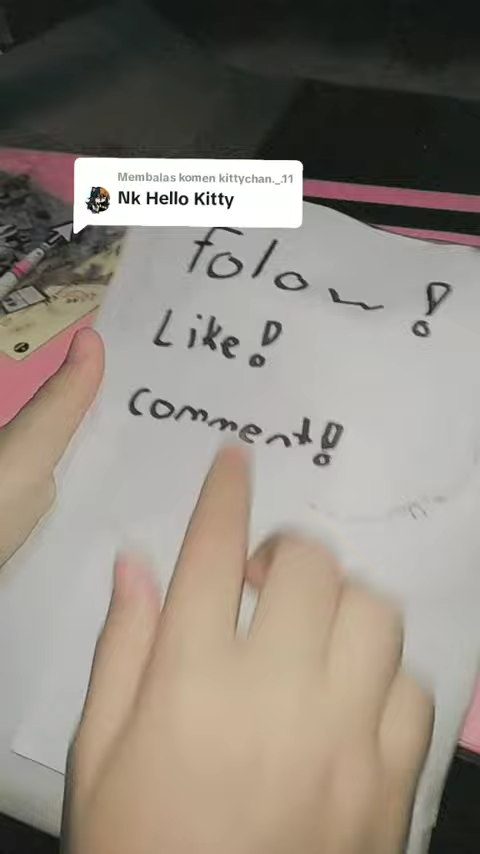 Membalas komen kittychan._.11
Nk Hello Kitty
folow!
Like!
comment!